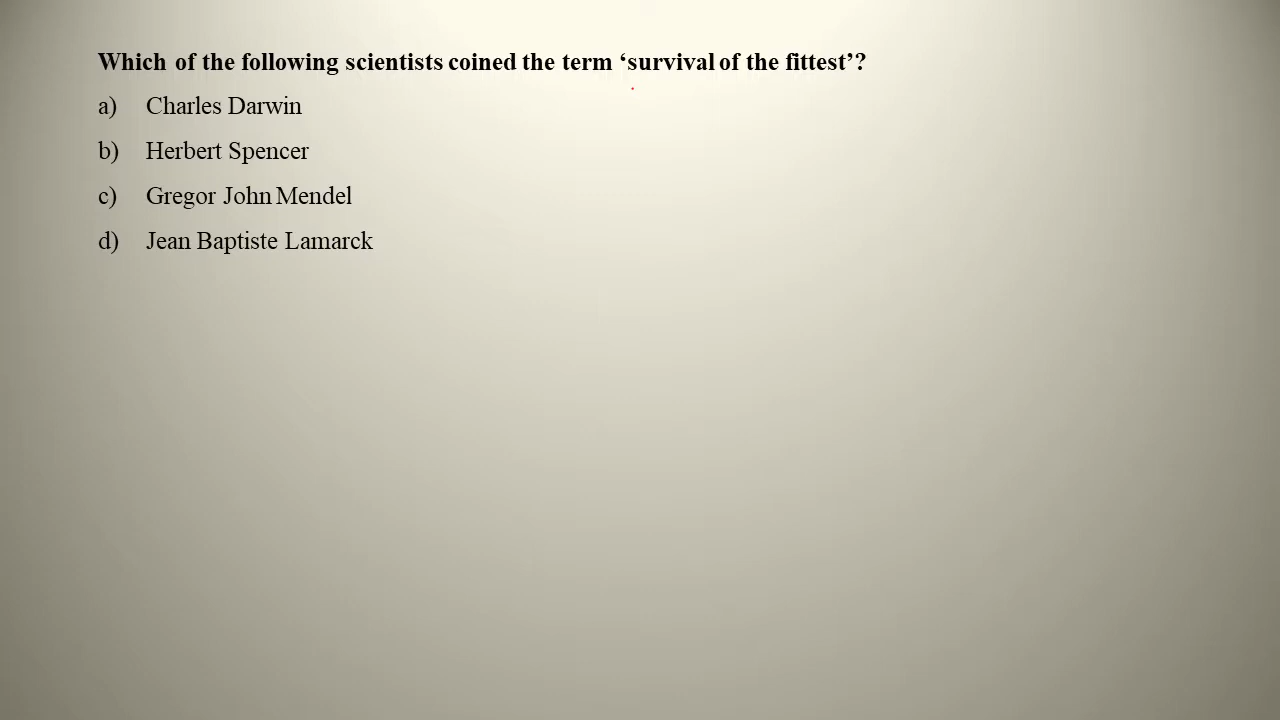 Which of the following scientists coined the term ‘survival of the fittest’?
a) Charles Darwin
b) Herbert Spencer
c) Gregor John Mendel
d) Jean Baptiste Lamarck